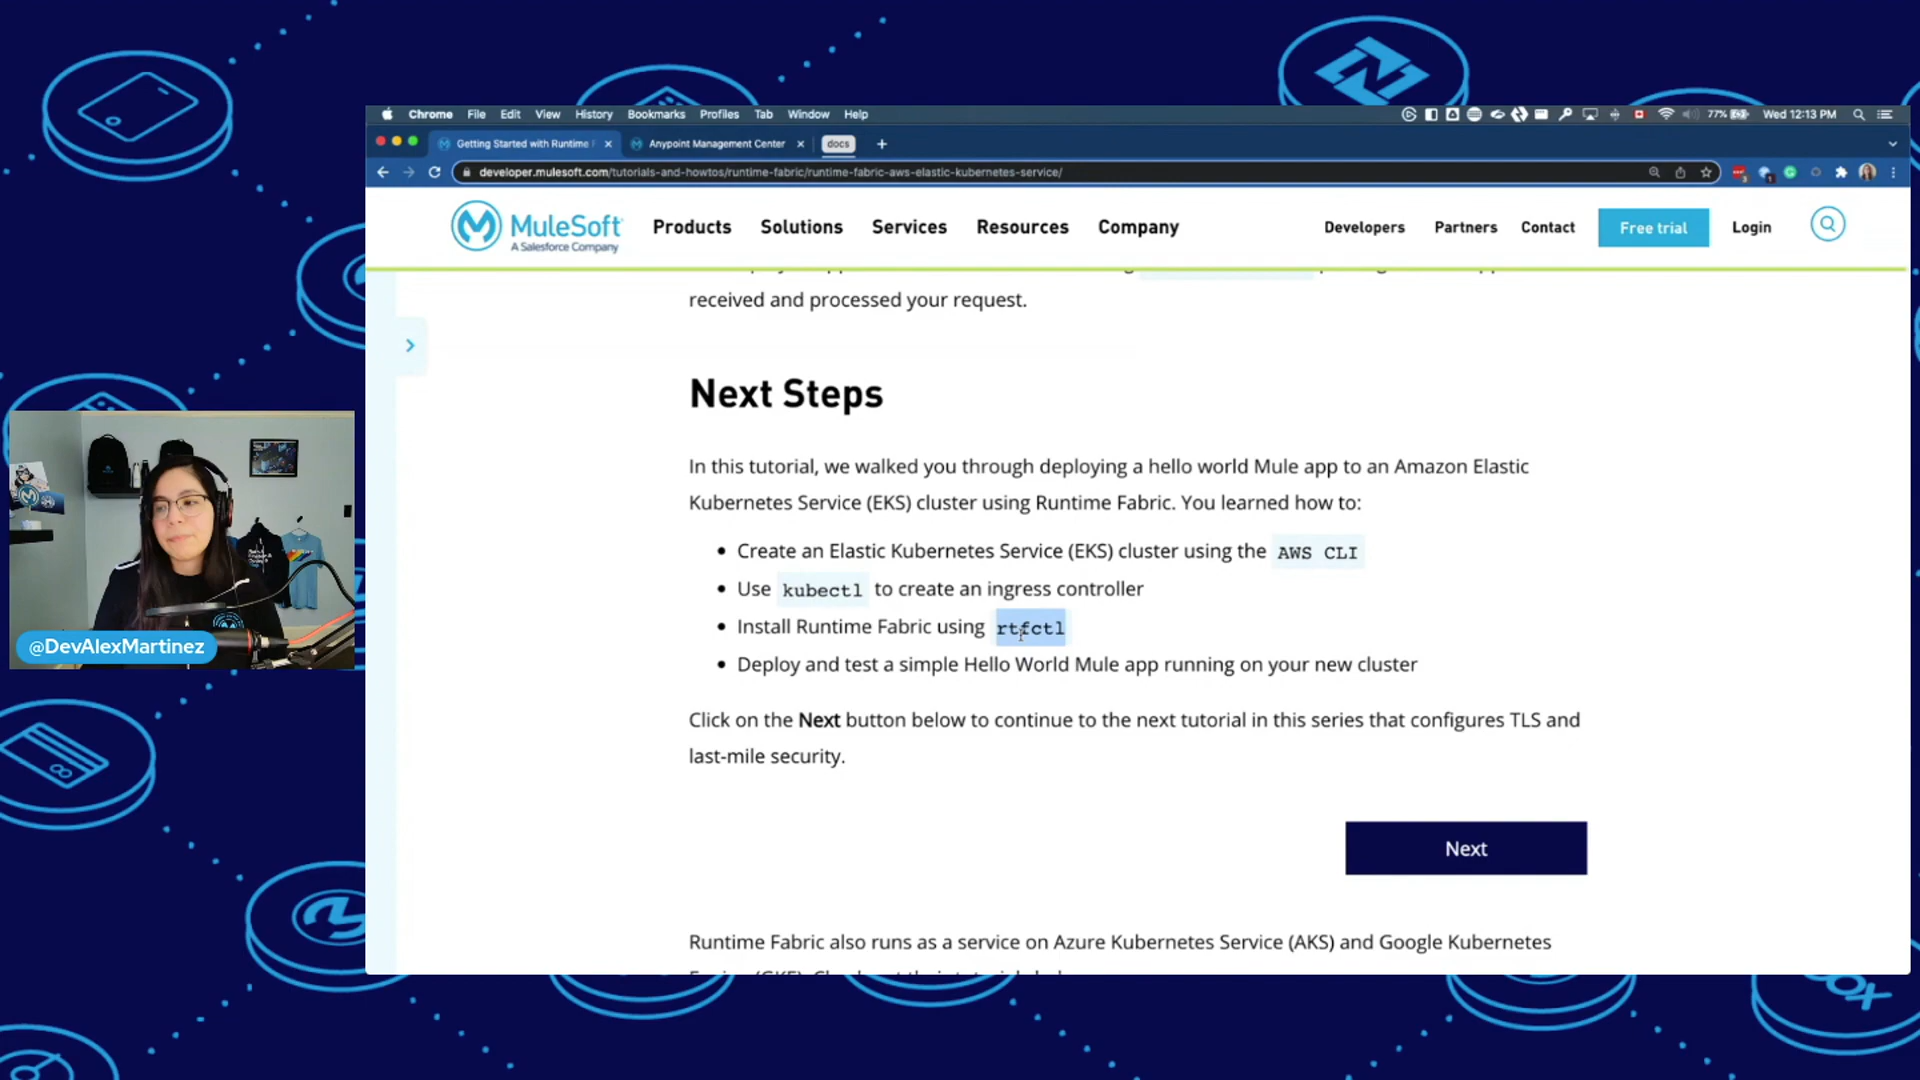 Chrome File Edit View History Bookmarks Profiles Tab Window Help
77% Wed 12:13 PM
Getting Started with Runtime F
Anypoint Management Center
docs
developer.mulesoft.com/tutorials-and-howtos/runtime-fabric/runtime-fabric-aws-elastic-kubernetes-service/
MuleSoft
A Salesforce Company
Products Solutions Services Resources Company
Developers Partners Contact Free trial Login
received and processed your request.
Next Steps
In this tutorial, we walked you through deploying a hello world Mule app to an Amazon Elastic
Kubernetes Service (EKS) cluster using Runtime Fabric. You learned how to:
• Create an Elastic Kubernetes Service (EKS) cluster using the AWS CLI
• Use kubectl to create an ingress controller
• Install Runtime Fabric using rtfctl
• Deploy and test a simple Hello World Mule app running on your new cluster
Click on the Next button below to continue to the next tutorial in this series that configures TLS and
last-mile security.
Next
Runtime Fabric also runs as a service on Azure Kubernetes Service (AKS) and Google Kubernetes
@DevAlexMartinez